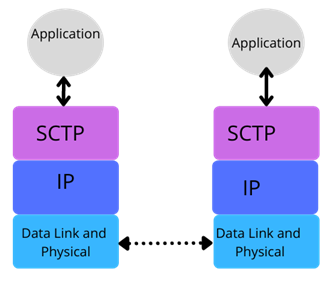 Application
Application
SCTP
SCTP
IP
IP
Data Link and
Physical
Data Link and
Physical